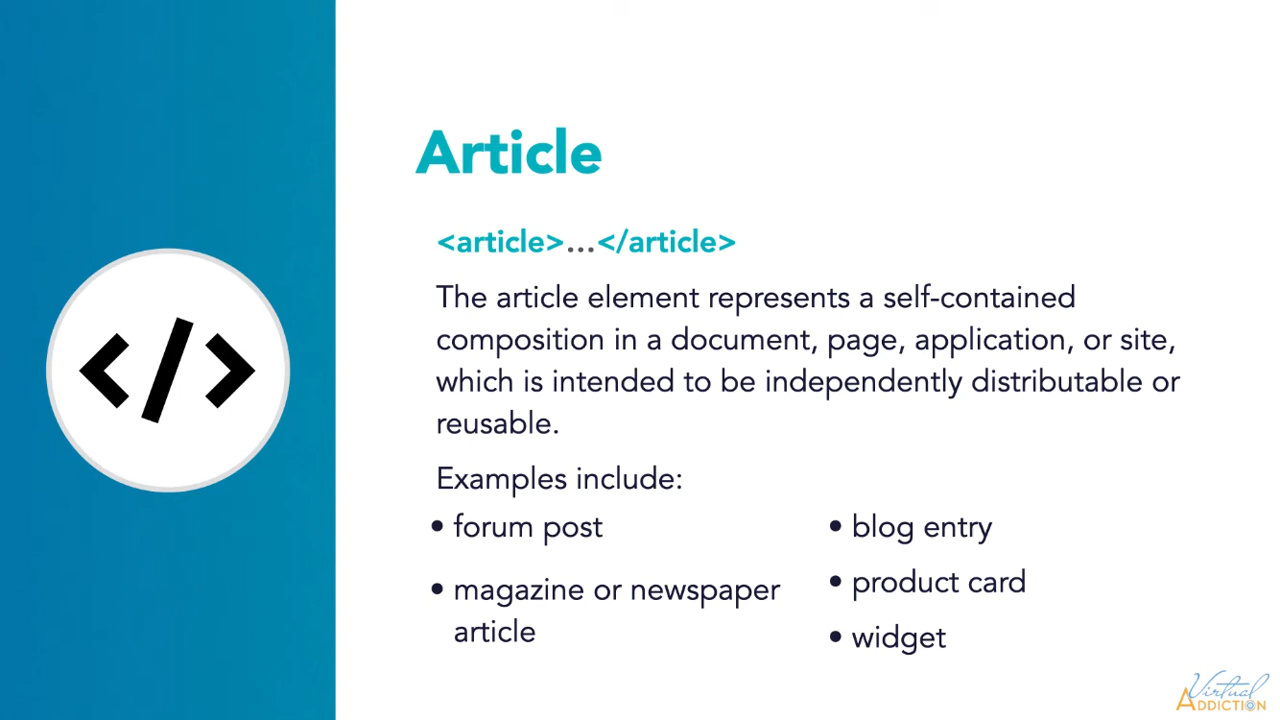 Article
<article>...</article>
The article element represents a self-contained
composition in a document, page, application, or site,
which is intended to be independently distributable or
reusable.
Examples include:
• forum post
• magazine or newspaper
article
• blog entry
• product card
• widget
</>
Virtual
ADDICTION